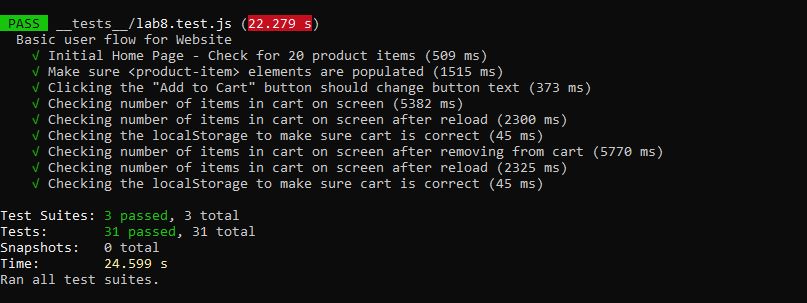 PASS __tests__/lab8.test.js (22.279 s)
Basic user flow for Website
√ Initial Home Page - Check for 20 product items (509 ms)
√ Make sure <product-item> elements are populated (1515 ms)
√ Clicking the "Add to Cart" button should change button text (373 ms)
√ Checking number of items in cart on screen (5382 ms)
√ Checking number of items in cart on screen after reload (2300 ms)
√ Checking the localStorage to make sure cart is correct (45 ms)
√ Checking number of items in cart on screen after removing from cart (5770 ms)
√ Checking number of items in cart on screen after reload (2325 ms)
√ Checking the localStorage to make sure cart is correct (45 ms)
Test Suites: 3 passed, 3 total
Tests: 31 passed, 31 total
Snapshots: 0 total
Time: 24.599 s
Ran all test suites.